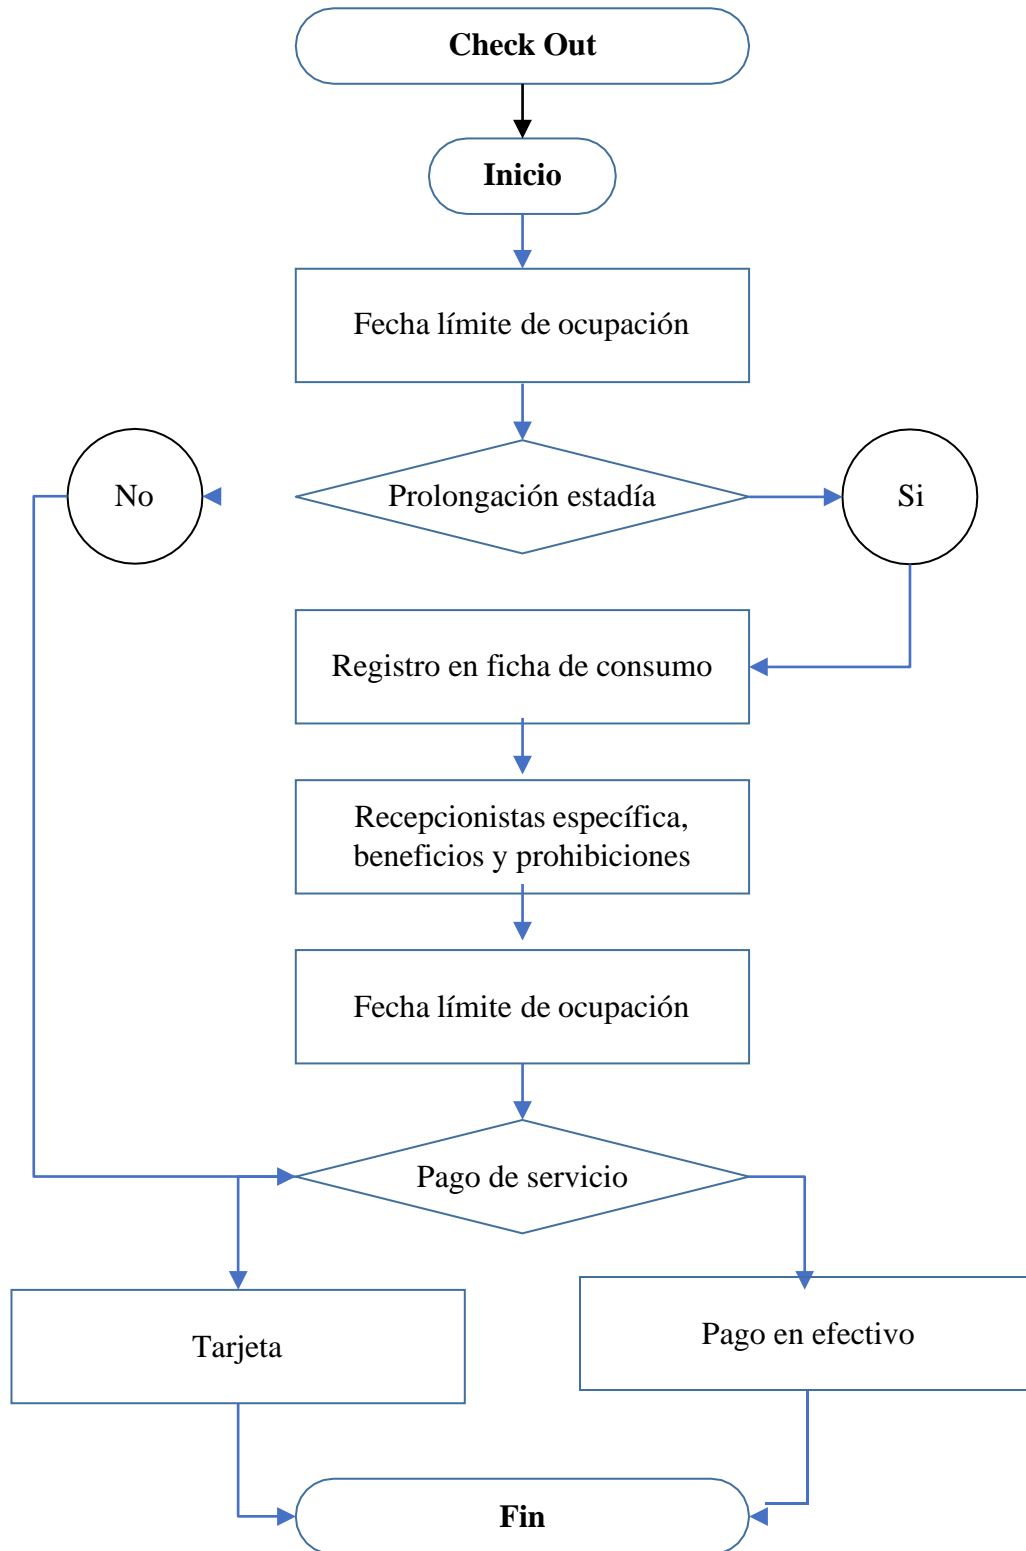 Check Out
Inicio
Fecha límite de ocupación
No
Prolongación estadía
Si
Registro en ficha de consumo
Recepcionistas específica,
beneficios y prohibiciones
Fecha límite de ocupación
Pago de servicio
Tarjeta
Pago en efectivo
Fin